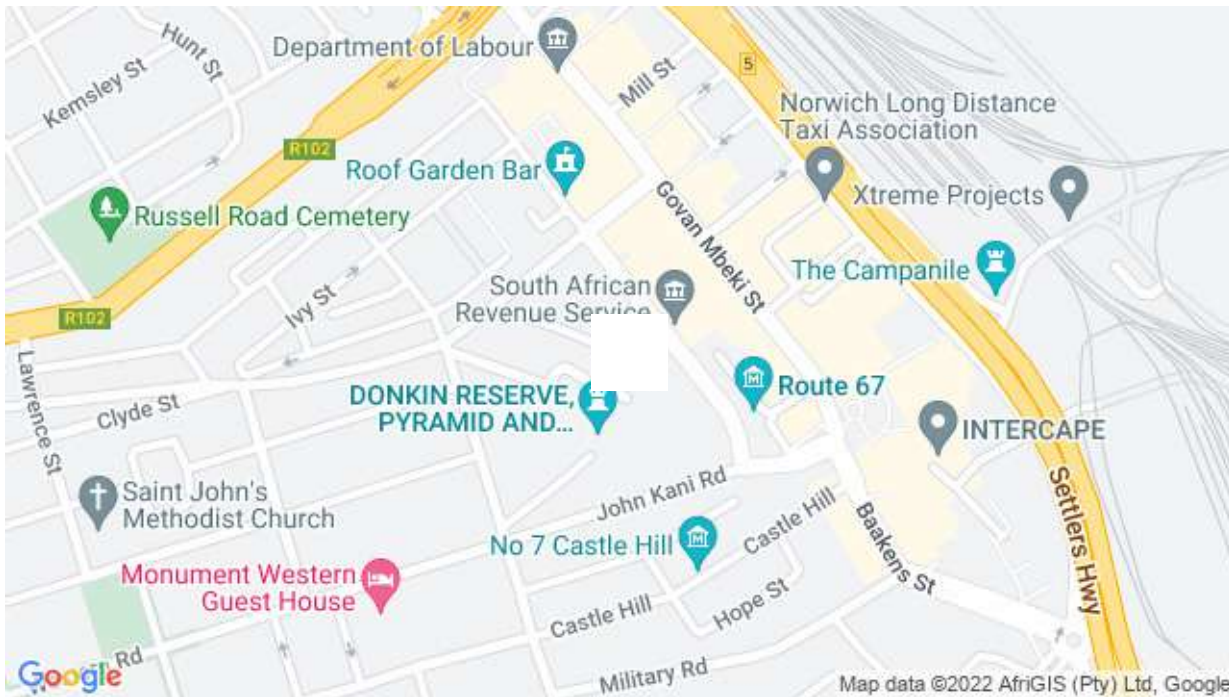 Hunt St
Department of Labour
Kemsley St
Mill St
5
Norwich Long Distance
Taxi Association
R102
Roof Garden Bar
Govan Mbeki St
Xtreme Projects
Russell Road Cemetery
The Campanile
South African
Revenue Service
Ivy St
R102
Lawrence St
Route 67
DONKIN RESERVE,
PYRAMID AND...
Clyde St
INTERCAPE
Settlers Hwy
John Kani Rd
Saint John's
Methodist Church
Castle Hill
Baakens St
No 7 Castle Hill
Monument Western
Guest House
Hope St
Castle Hill
Military Rd
Rd
Google
Map data ©2022 AfriGIS (Pty) Ltd, Google